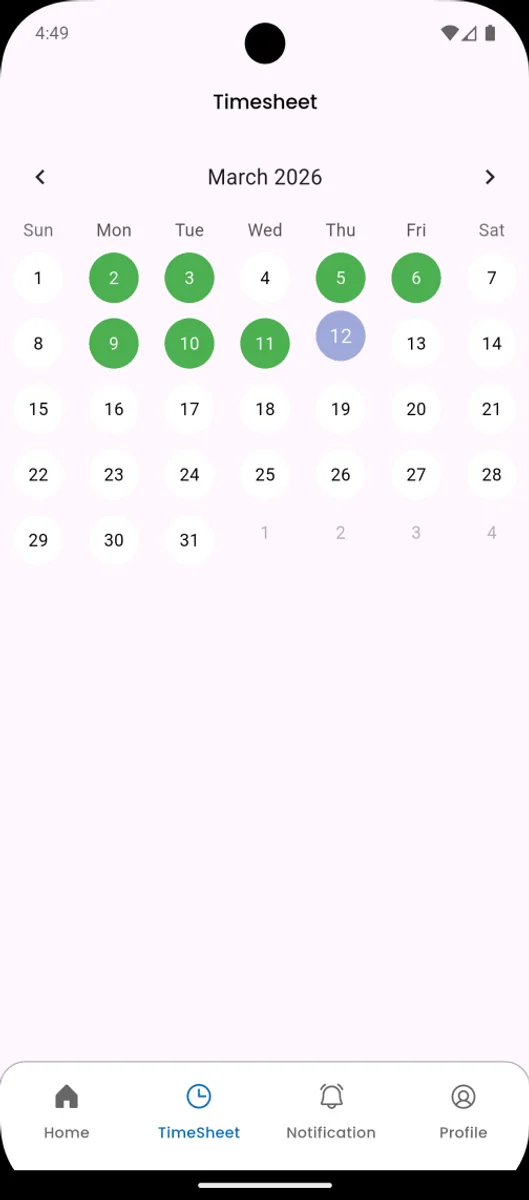 4:49
Timesheet
March 2026
Sun Mon Tue Wed Thu Fri Sat
1 2 3 4 5 6 7
8 9 10 11 12 13 14
15 16 17 18 19 20 21
22 23 24 25 26 27 28
29 30 31 1 2 3 4
Home TimeSheet Notification Profile